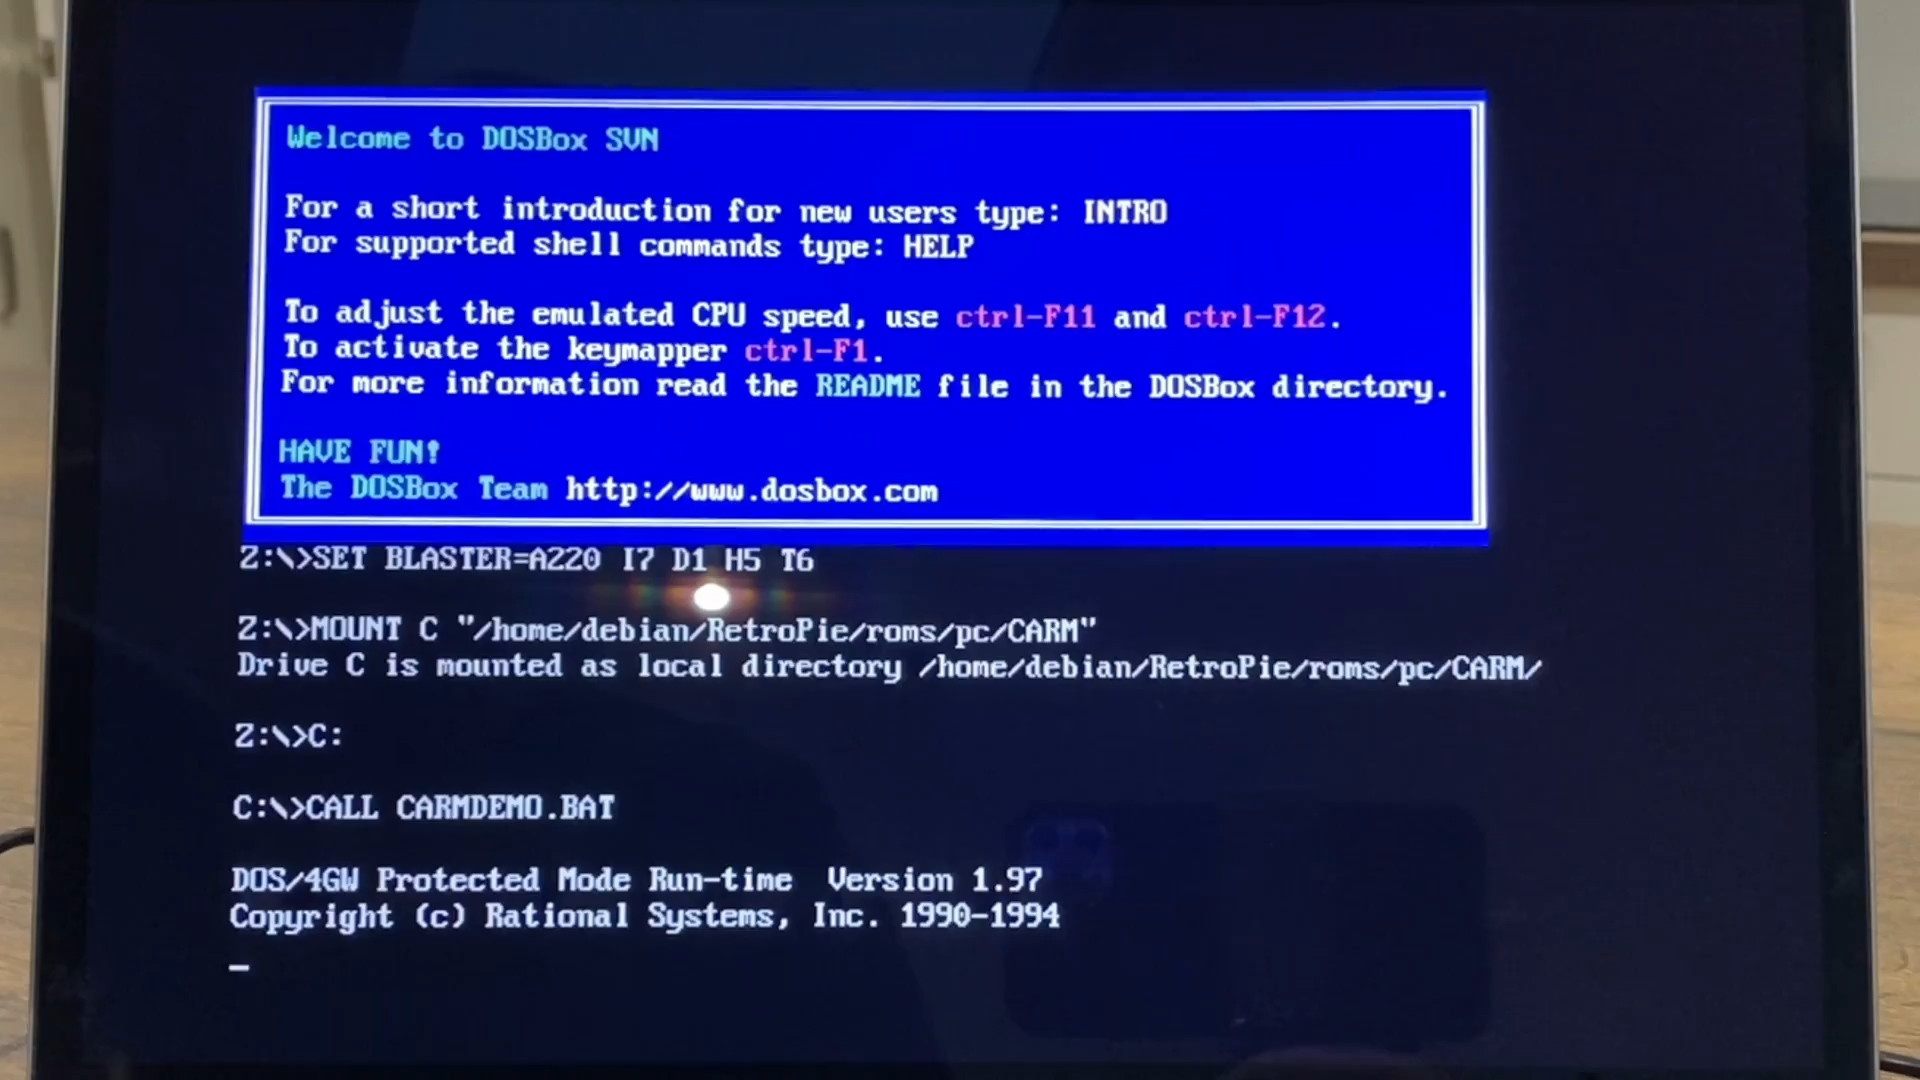 Welcome to DOSBox SVN
For a short introduction for new users type: INTRO
For supported shell commands type: HELP
To adjust the emulated CPU speed, use ctrl-F11 and ctrl-F12.
To activate the keymapper ctrl-F1.
For more information read the README file in the DOSBox directory.
HAVE FUN!
The DOSBox Team http://www.dosbox.com
Z:\>SET BLASTER=A220 I7 D1 H5 T6
Z:\>MOUNT C "/home/debian/RetroPie/roms/pc/CARM"
Drive C is mounted as local directory /home/debian/RetroPie/roms/pc/CARM/
Z:\>C:
C:\>CALL CARMDEMO.BAT
DOS/4GW Protected Mode Run-time  Version 1.97
Copyright (c) Rational Systems, Inc. 1990-1994